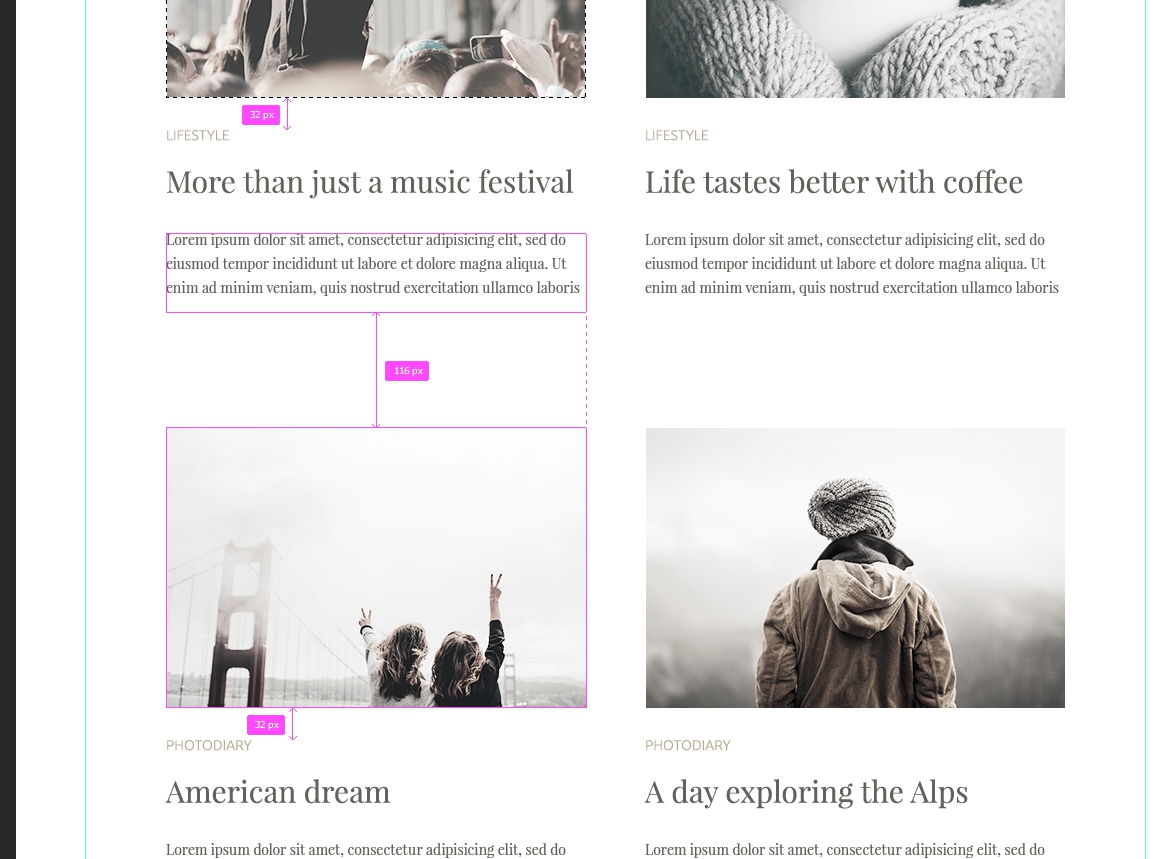 32 px
LIFESTYLE
More than just a music festival
Lorem ipsum dolor sit amet, consectetur adipisicing elit, sed do
eiusmod tempor incididunt ut labore et dolore magna aliqua. Ut
enim ad minim veniam, quis nostrud exercitation ullamco laboris
116 px
32 px
PHOTODIARY
American dream
Lorem ipsum dolor sit amet, consectetur adipisicing elit, sed do
LIFESTYLE
Life tastes better with coffee
Lorem ipsum dolor sit amet, consectetur adipisicing elit, sed do
eiusmod tempor incididunt ut labore et dolore magna aliqua. Ut
enim ad minim veniam, quis nostrud exercitation ullamco laboris
PHOTODIARY
A day exploring the Alps
Lorem ipsum dolor sit amet, consectetur adipisicing elit, sed do